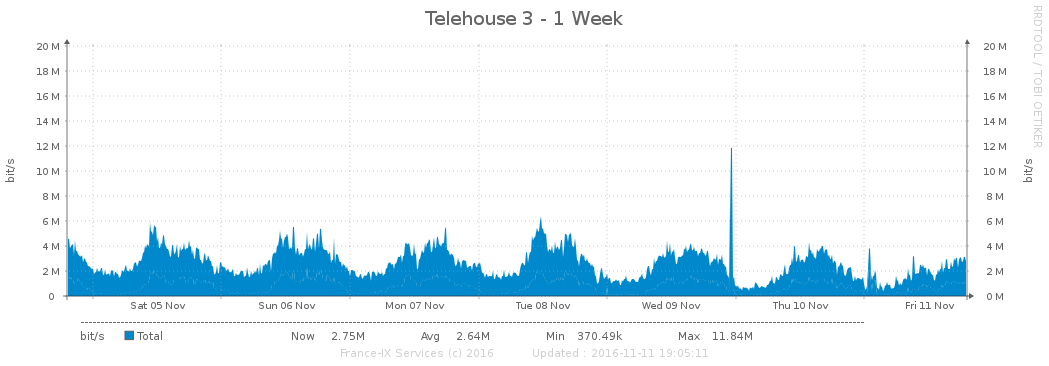 Telehouse 3 - 1 Week
RRDTOOL / TOBI OETIKER
bit/s
20 M 20 M
18 M 18 M
16 M 16 M
14 M 14 M
12 M 12 M
10 M 10 M
8 M 8 M
6 M 6 M
4 M 4 M
2 M 2 M
0 0 M
bit/s
Sat 05 Nov Sun 06 Nov Mon 07 Nov Tue 08 Nov Wed 09 Nov Thu 10 Nov Fri 11 Nov
bit/s Total Now 2.75M Avg 2.64M Min 370.49k Max 11.84M
France-IX Services (c) 2016 Updated : 2016-11-11 19:05:11